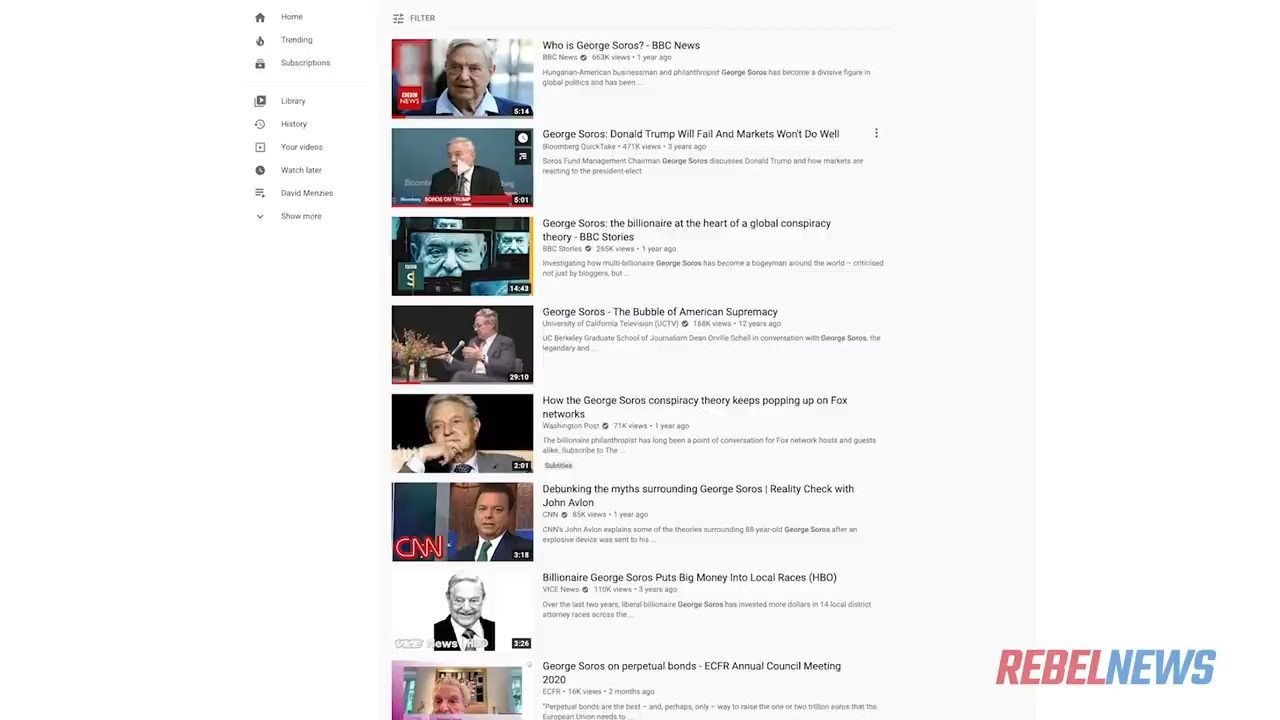 Home
Trending
Subscriptions
Library
History
Your videos
Watch later
David Menzies
Show more
FILTER
BBC
NEWS
5:14
Who is George Soros? - BBC News
BBC News 663K views • 1 year ago
Hungarian-American businessman and philanthropist George Soros has become a divisive figure in
global politics and has been ...
Bloomberg
SOROS ON TRUMP
5:01
George Soros: Donald Trump Will Fail And Markets Won't Do Well
Bloomberg QuickTake • 471K views • 3 years ago
Soros Fund Management Chairman George Soros discusses Donald Trump and how markets are
reacting to the president-elect
BBC
S
14:43
George Soros: the billionaire at the heart of a global conspiracy
theory - BBC Stories
BBC Stories 265K views • 1 year ago
Investigating how multi-billionaire George Soros has become a bogeyman around the world – criticised
not just by bloggers, but ...
29:10
George Soros - The Bubble of American Supremacy
University of California Television (UCTV) 168K views • 12 years ago
UC Berkeley Graduate School of Journalism Dean Orville Schell in conversation with George Soros, the
legendary and ...
2:01
How the George Soros conspiracy theory keeps popping up on Fox
networks
Washington Post 71K views • 1 year ago
The billionaire philanthropist has long been a point of conversation for Fox network hosts and guests
alike. Subscribe to The ...
Subtitles
CNN
3:18
Debunking the myths surrounding George Soros | Reality Check with
John Avlon
CNN 85K views • 1 year ago
CNN's John Avlon explains some of the theories surrounding 88-year-old George Soros after an
explosive device was sent to his ...
VICE News | HBO
3:26
Billionaire George Soros Puts Big Money Into Local Races (HBO)
VICE News 110K views • 3 years ago
Over the last two years, liberal billionaire George Soros has invested more dollars in 14 local district
attorney races across the ...
George Soros on perpetual bonds - ECFR Annual Council Meeting
2020
ECFR • 16K views • 2 months ago
"Perpetual bonds are the best – and, perhaps, only – way to raise the one or two trillion euros that the
European Union needs to ...
REBELNEWS